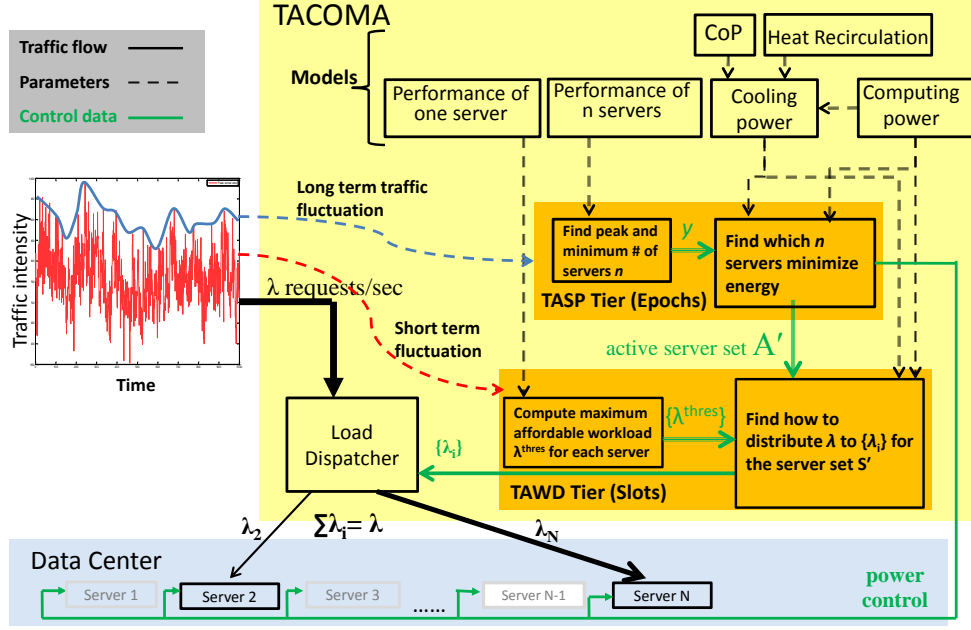 TACOMA
Traffic flow
Parameters
Control data
Models
CoP
Heat Recirculation
Performance of
one server
Performance of
n servers
Cooling
power
Computing
power
Long term traffic
fluctuation
Traffic intensity
Time
λ requests/sec
Short term
fluctuation
Find peak and
minimum # of
servers n
y
Find which n
servers minimize
energy
TASP Tier (Epochs)
active server set A′
Compute maximum
affordable workload
λthres for each server
{λthres}
Find how to
distribute λ to {λi} for
the server set S'
TAWD Tier (Slots)
Load
Dispatcher
{λi}
λ2
∑λi= λ
λN
Data Center
Server 1
Server 2
Server 3
......
Server N-1
Server N
power
control